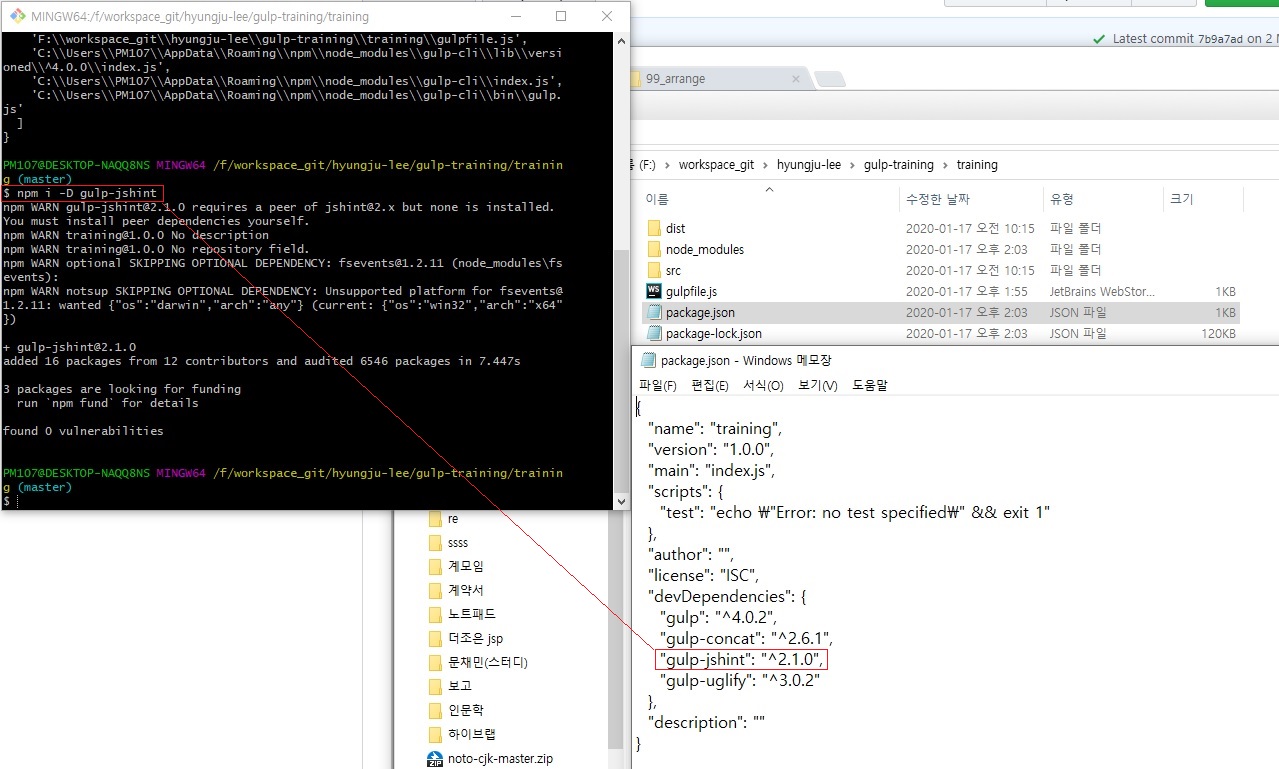 MINGW64:/f/workspace_git/hyungju-lee/gulp-training/training
'F:\\workspace_git\\hyungju-lee\\gulp-training\\training\\gulpfile.js',
'C:\\Users\\PM107\\AppData\\Roaming\\npm\\node_modules\\gulp-cli\\lib\\versi
oned\\^4.0.0\\index.js',
'C:\\Users\\PM107\\AppData\\Roaming\\npm\\node_modules\\gulp-cli\\index.js',
'C:\\Users\\PM107\\AppData\\Roaming\\npm\\node_modules\\gulp-cli\\bin\\gulp.
js'
]
}
PM107@DESKTOP-NAQQ8NS MINGW64 /f/workspace_git/hyungju-lee/gulp-training/trainin
g (master)
$ npm i -D gulp-jshint
npm WARN gulp-jshint@2.1.0 requires a peer of jshint@2.x but none is installed.
You must install peer dependencies yourself.
npm WARN training@1.0.0 No description
npm WARN training@1.0.0 No repository field.
npm WARN optional SKIPPING OPTIONAL DEPENDENCY: fsevents@1.2.11 (node_modules\fs
events):
npm WARN notsup SKIPPING OPTIONAL DEPENDENCY: Unsupported platform for fsevents@
1.2.11: wanted {"os":"darwin","arch":"any"} (current: {"os":"win32","arch":"x64"
})
+ gulp-jshint@2.1.0
added 16 packages from 12 contributors and audited 6546 packages in 7.447s
3 packages are looking for funding
run `npm fund` for details
found 0 vulnerabilities
PM107@DESKTOP-NAQQ8NS MINGW64 /f/workspace_git/hyungju-lee/gulp-training/trainin
g (master)
$
Latest commit 7b9a7ad on 2
99_arrange
(F:) > workspace_git > hyungju-lee > gulp-training > training
이름 수정한 날짜 유형 크기
dist 2020-01-17 오전 10:15 파일 폴더
node_modules 2020-01-17 오후 2:03 파일 폴더
src 2020-01-17 오전 10:15 파일 폴더
gulpfile.js 2020-01-17 오후 1:55 JetBrains WebStor... 1KB
package.json 2020-01-17 오후 2:03 JSON 파일 1KB
package-lock.json 2020-01-17 오후 2:03 JSON 파일 120KB
package.json - Windows 메모장
파일(F) 편집(E) 서식(O) 보기(V) 도움말
{
"name": "training",
"version": "1.0.0",
"main": "index.js",
"scripts": {
"test": "echo ₩"Error: no test specified₩" && exit 1"
},
"author": "",
"license": "ISC",
"devDependencies": {
"gulp": "^4.0.2",
"gulp-concat": "^2.6.1",
"gulp-jshint": "^2.1.0",
"gulp-uglify": "^3.0.2"
},
"description": ""
}
re
ssss
계모임
계약서
노트패드
더조은 jsp
문채민(스터디)
보고
인문학
하이브랩
noto-cjk-master.zip